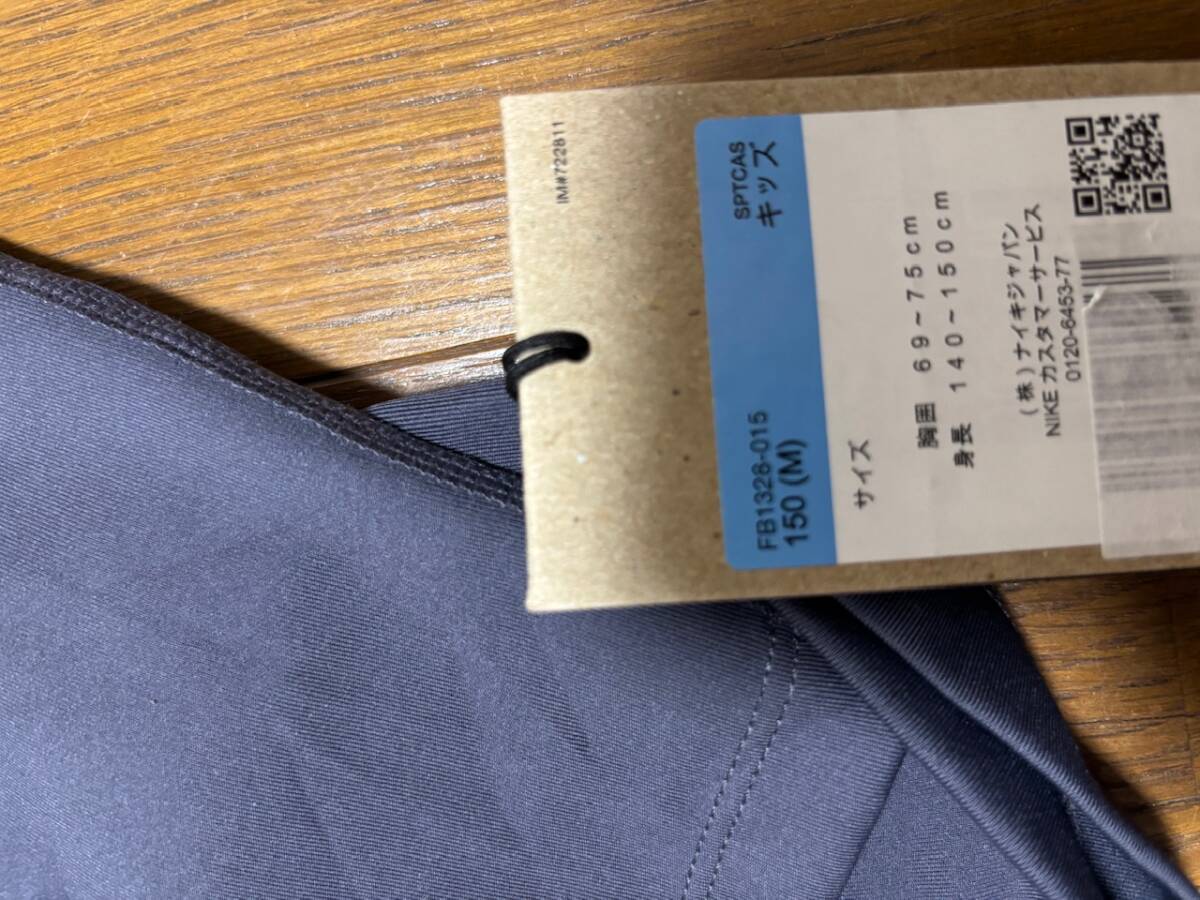 IM#722811
FB1328-015 SPTCAS
150 (M) キッズ
サイズ
胸囲 69~75cm
身長 140~150cm
(株)ナイキジャパン
NIKE カスタマーサービス
0120-6453-77